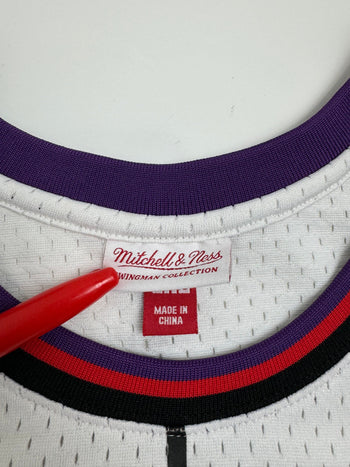 Mitchell & Ness
WINGMAN COLLECTION
MADE IN
CHINA